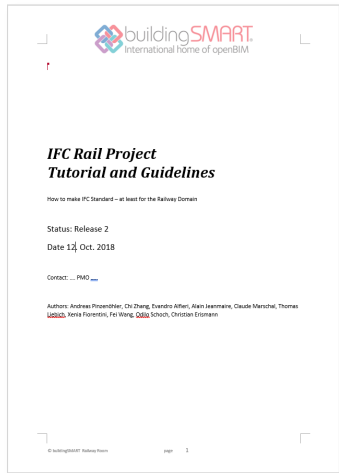 buildingSMART®
International home of openBIM
IFC Rail Project
Tutorial and Guidelines
How to make IFC Standard – at least for the Railway Domain
Status: Release 2
Date 12. Oct. 2018
Contact: ... PMO
Authors: Andreas Pinzenöhler, Chi Zhang, Evandro Alfieri, Alain Jeanmaire, Claude Marschal, Thomas
Liebich, Xenia Fiorentini, Fei Wang, Odilo Schoch, Christian Erismann
© buildingSMART Railway Room page 1